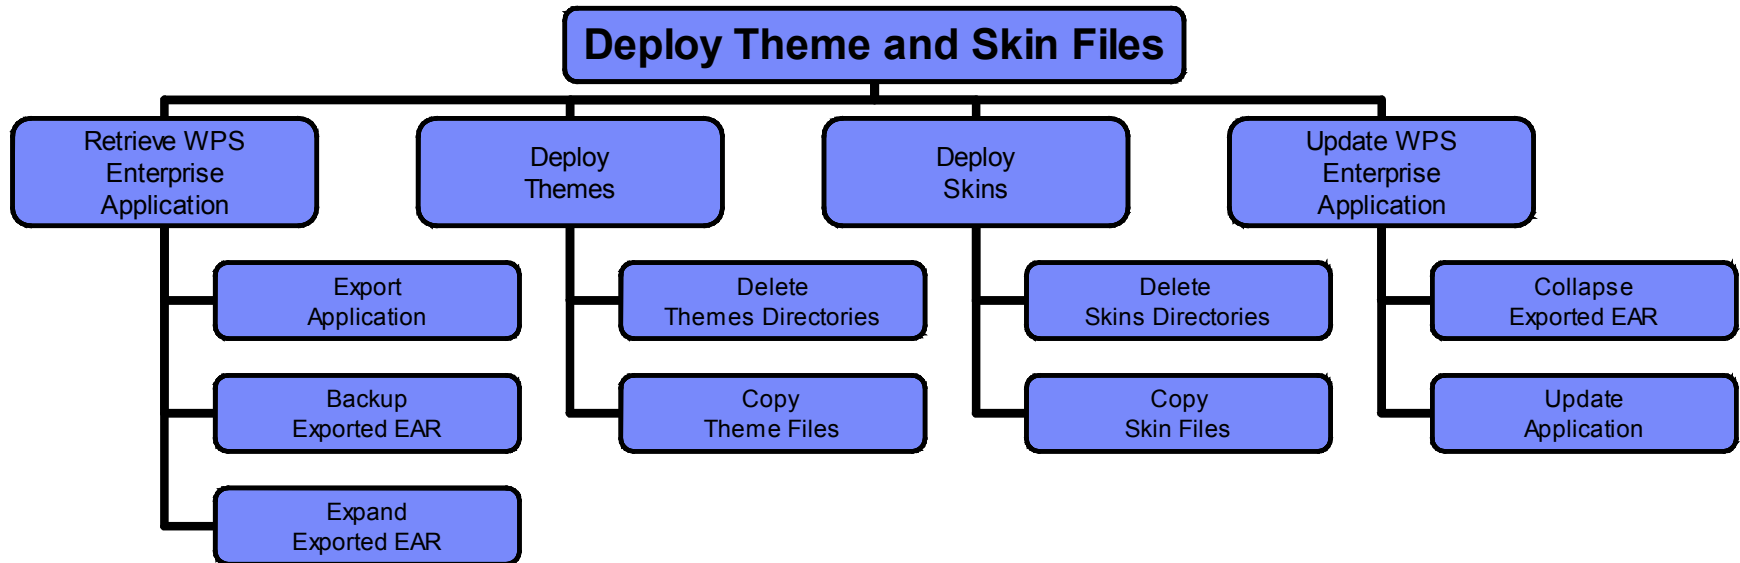 Deploy Theme and Skin Files
Retrieve WPS
Enterprise
Application
Deploy
Themes
Deploy
Skins
Update WPS
Enterprise
Application
Export
Application
Delete
Themes Directories
Delete
Skins Directories
Collapse
Exported EAR
Backup
Exported EAR
Copy
Theme Files
Copy
Skin Files
Update
Application
Expand
Exported EAR